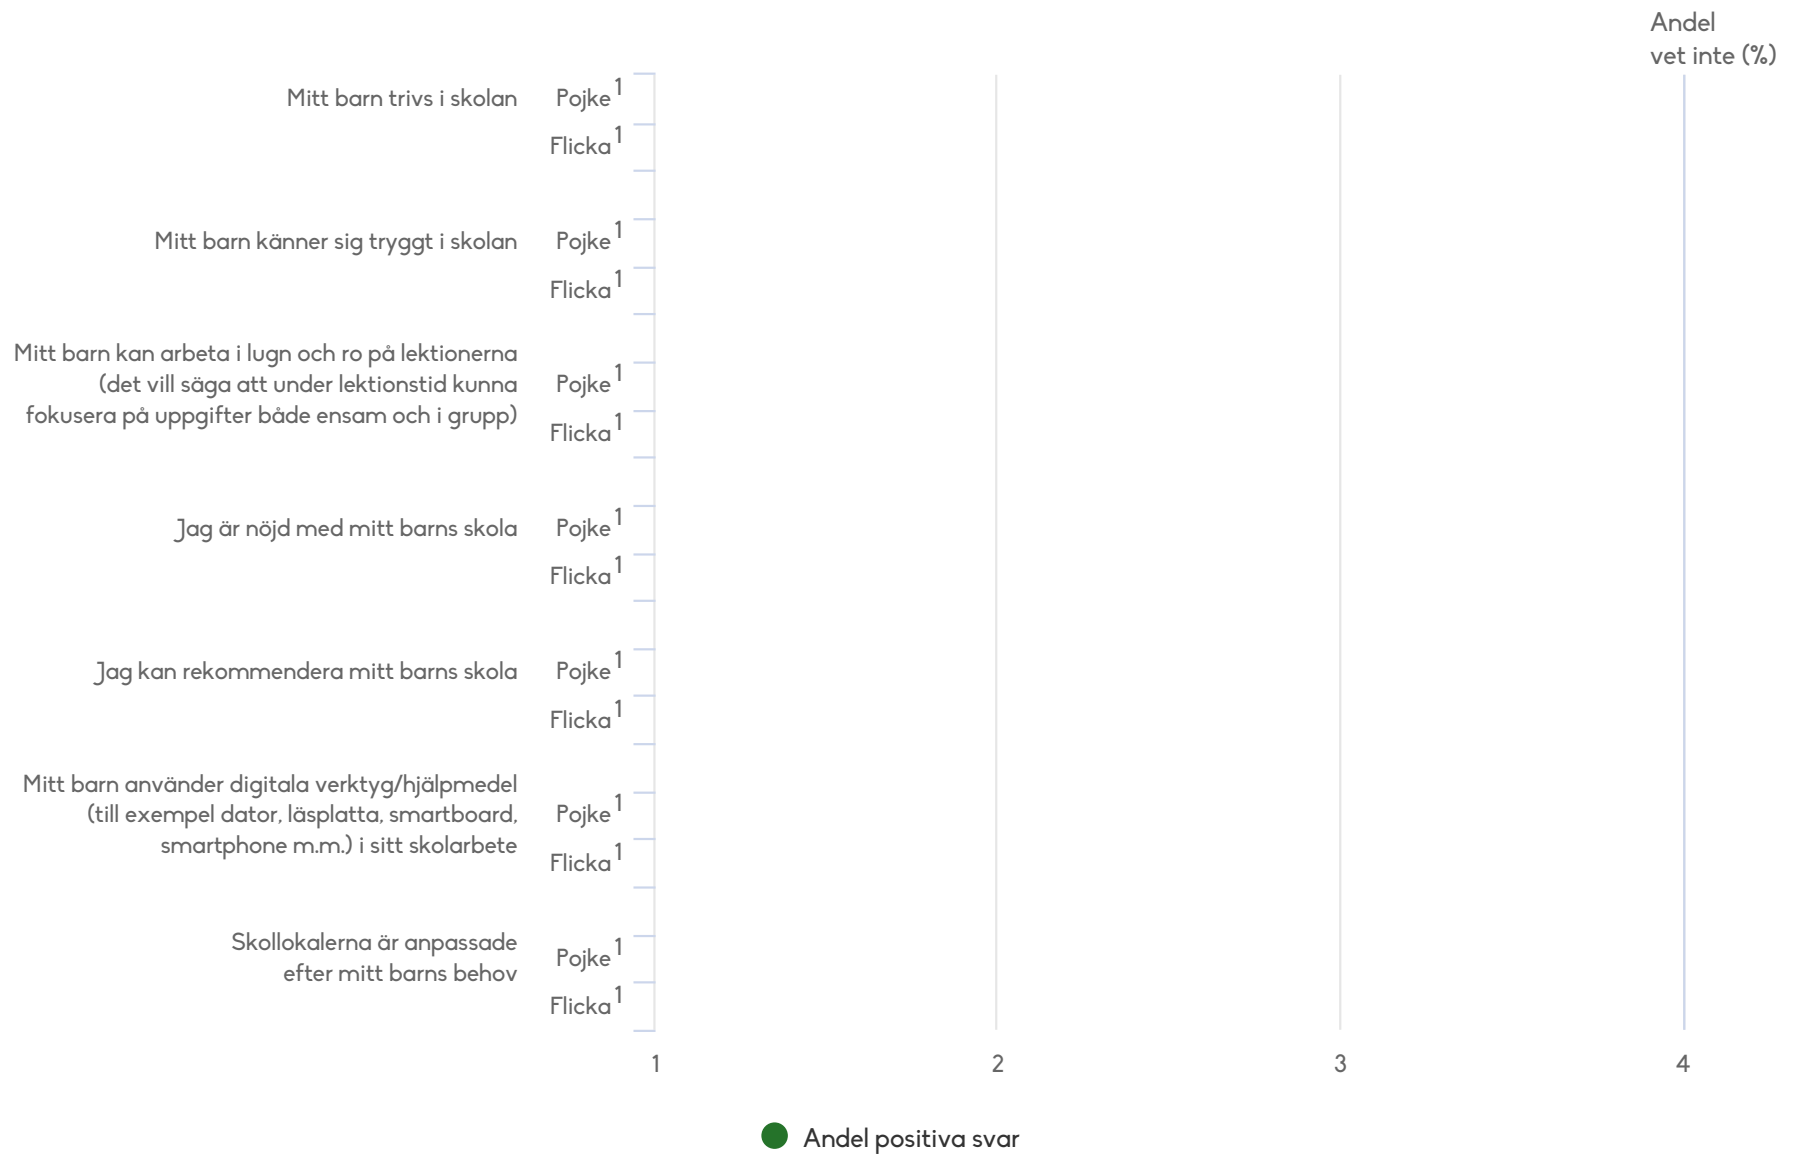 Andel
vet inte (%)
Mitt barn trivs i skolan Pojke 1
Flicka 1
Mitt barn känner sig tryggt i skolan Pojke 1
Flicka 1
Mitt barn kan arbeta i lugn och ro på lektionerna
(det vill säga att under lektionstid kunna Pojke 1
fokusera på uppgifter både ensam och i grupp)
Flicka 1
Jag är nöjd med mitt barns skola Pojke 1
Flicka 1
Jag kan rekommendera mitt barns skola Pojke 1
Flicka 1
Mitt barn använder digitala verktyg/hjälpmedel
(till exempel dator, läsplatta, smartboard, Pojke 1
smartphone m.m.) i sitt skolarbete
Flicka 1
Skollokalerna är anpassade
Pojke 1
efter mitt barns behov
Flicka 1
1 2 3 4
Andel positiva svar